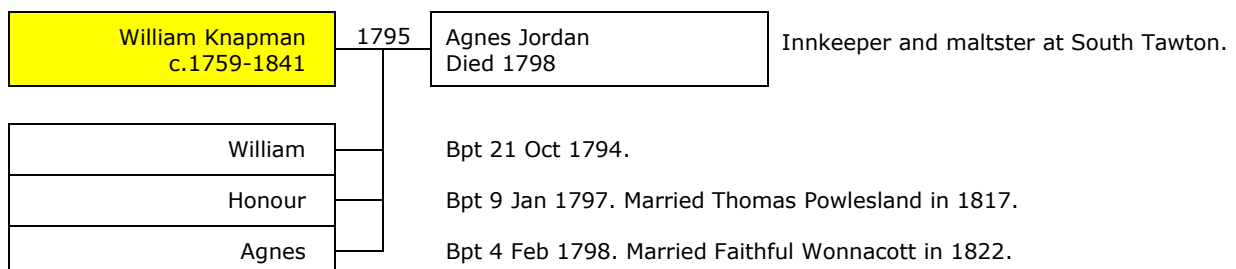 William Knapman
c.1759-1841
1795
Agnes Jordan
Died 1798
Innkeeper and maltster at South Tawton.
William
Bpt 21 Oct 1794.
Honour
Bpt 9 Jan 1797. Married Thomas Powlesland in 1817.
Agnes
Bpt 4 Feb 1798. Married Faithful Wonnacott in 1822.